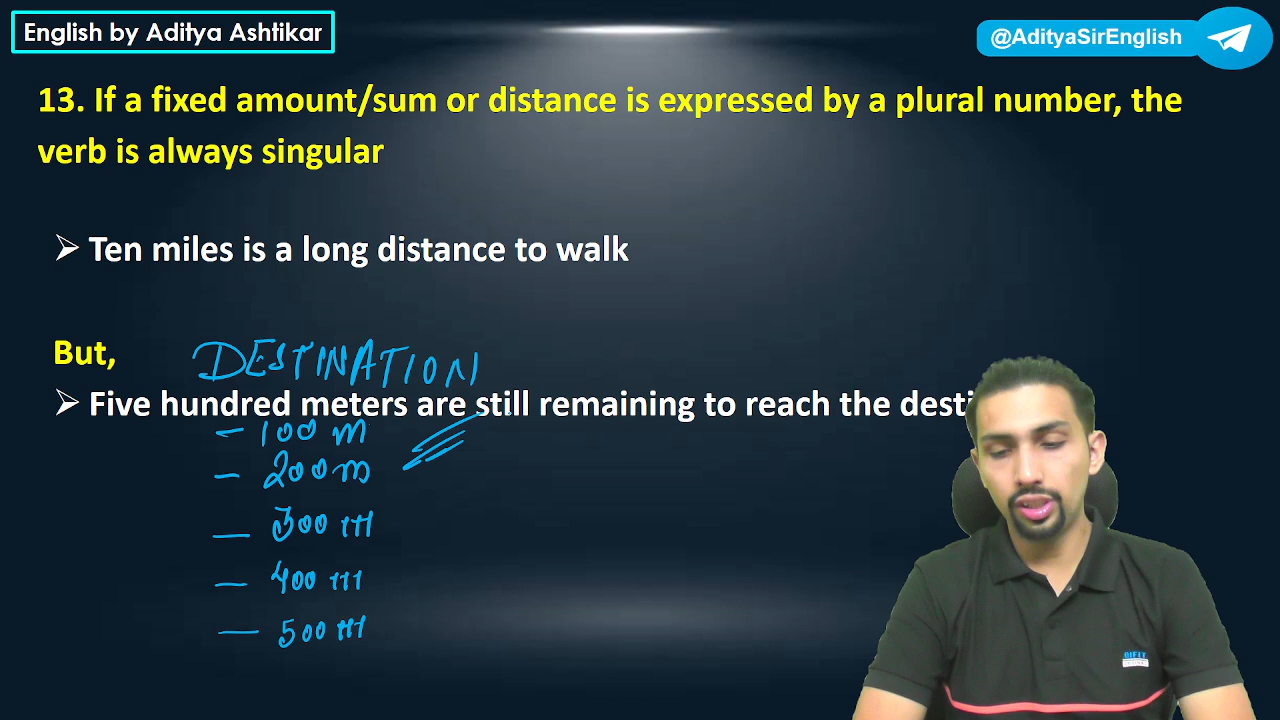 English by Aditya Ashtikar
@AdityaSirEnglish
13. If a fixed amount/sum or distance is expressed by a plural number, the
verb is always singular
➢ Ten miles is a long distance to walk
But,
DESTINATION
➢ Five hundred meters are still remaining to reach the desti
– 100 m
– 200 m
– 300 m
– 400 m
– 500 m